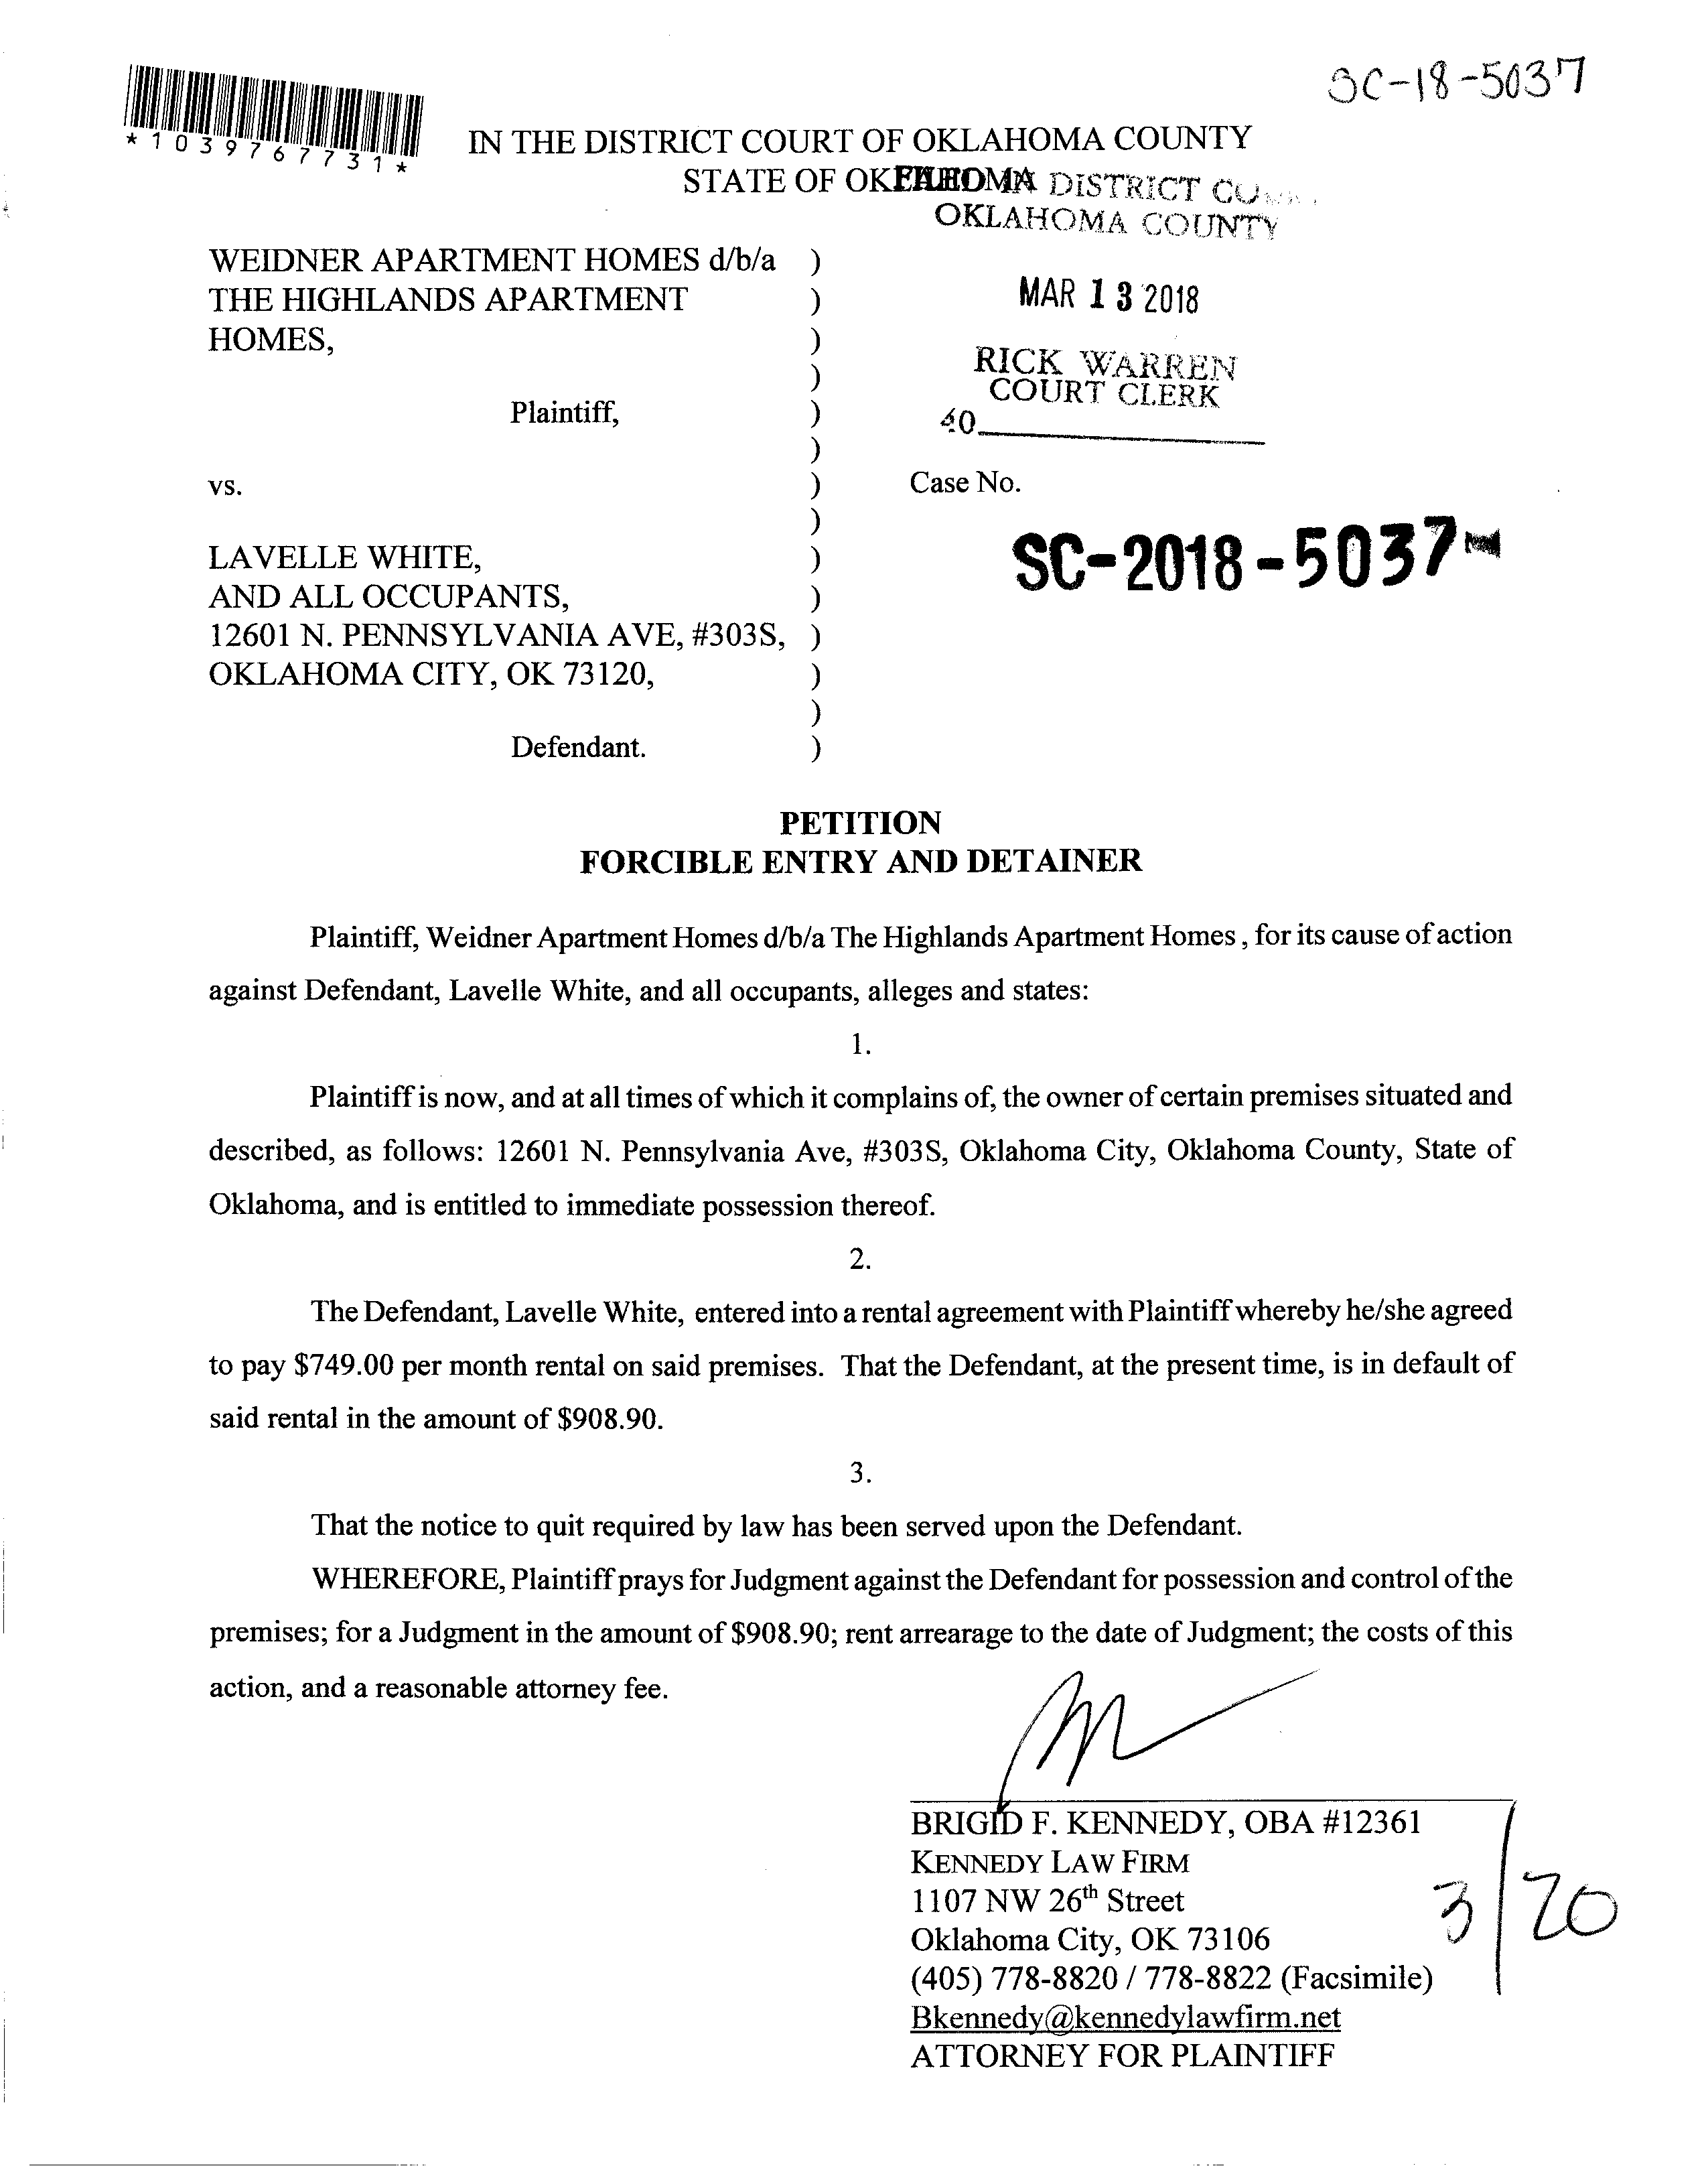 SC-18-5037
*1039767731*
IN THE DISTRICT COURT OF OKLAHOMA COUNTY
STATE OF OKLAHOMA
FILED IN DISTRICT
OKLAHOMA COUNTY
WEIDNER APARTMENT HOMES d/b/a )
THE HIGHLANDS APARTMENT )
MAR 13 2018
HOMES, )
)
RICK WARREN
COURT CLERK
Plaintiff, )
40
)
vs. ) Case No.
)
SC-2018-5037
LAVELLE WHITE, )
AND ALL OCCUPANTS, )
12601 N. PENNSYLVANIA AVE, #303S, )
OKLAHOMA CITY, OK 73120, )
)
Defendant. )
PETITION
FORCIBLE ENTRY AND DETAINER
Plaintiff, Weidner Apartment Homes d/b/a The Highlands Apartment Homes , for its cause of action
against Defendant, Lavelle White, and all occupants, alleges and states:
1.
Plaintiff is now, and at all times of which it complains of, the owner of certain premises situated and
described, as follows: 12601 N. Pennsylvania Ave, #303S, Oklahoma City, Oklahoma County, State of
Oklahoma, and is entitled to immediate possession thereof.
2.
The Defendant, Lavelle White, entered into a rental agreement with Plaintiff whereby he/she agreed
to pay $749.00 per month rental on said premises. That the Defendant, at the present time, is in default of
said rental in the amount of $908.90.
3.
That the notice to quit required by law has been served upon the Defendant.
WHEREFORE, Plaintiff prays for Judgment against the Defendant for possession and control of the
premises; for a Judgment in the amount of $908.90; rent arrearage to the date of Judgment; the costs of this
action, and a reasonable attorney fee.
BRIGID F. KENNEDY, OBA #12361
KENNEDY LAW FIRM
1107 NW 26th Street
Oklahoma City, OK 73106
(405) 778-8820 / 778-8822 (Facsimile)
Bkennedy@kennedylawfirm.net
ATTORNEY FOR PLAINTIFF
3/20